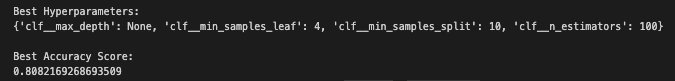 Best Hyperparameters:
{'clf__max_depth': None, 'clf__min_samples_leaf': 4, 'clf__min_samples_split': 10, 'clf__n_estimators': 100}
Best Accuracy Score:
0.8082169268693509